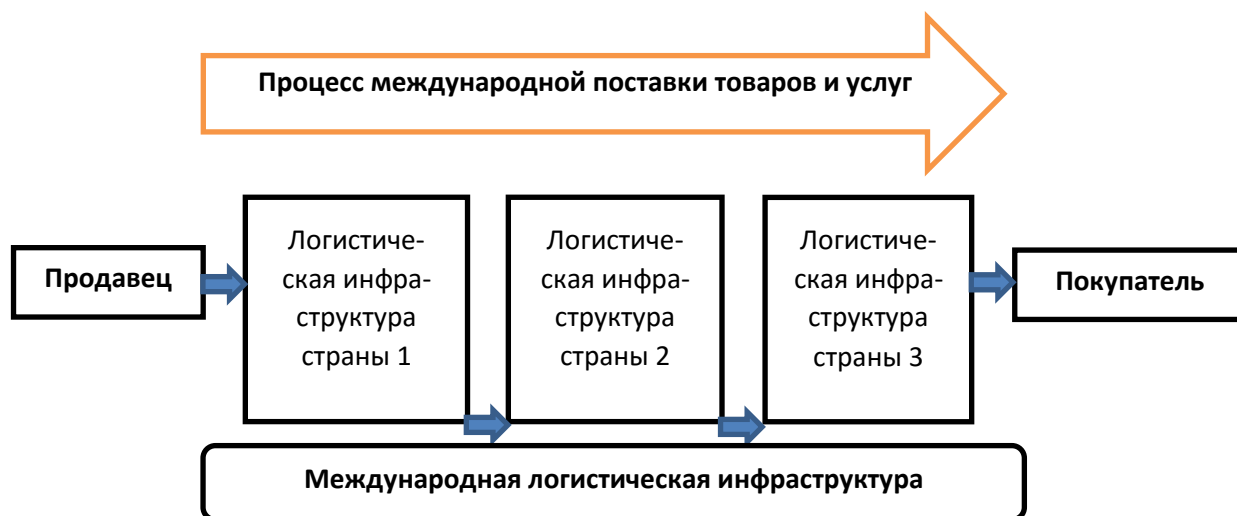 Процесс международной поставки товаров и услуг
Продавец
Логистиче-
ская инфра-
структура
страны 1
Логистиче-
ская инфра-
структура
страны 2
Логистиче-
ская инфра-
структура
страны 3
Покупатель
Международная логистическая инфраструктура